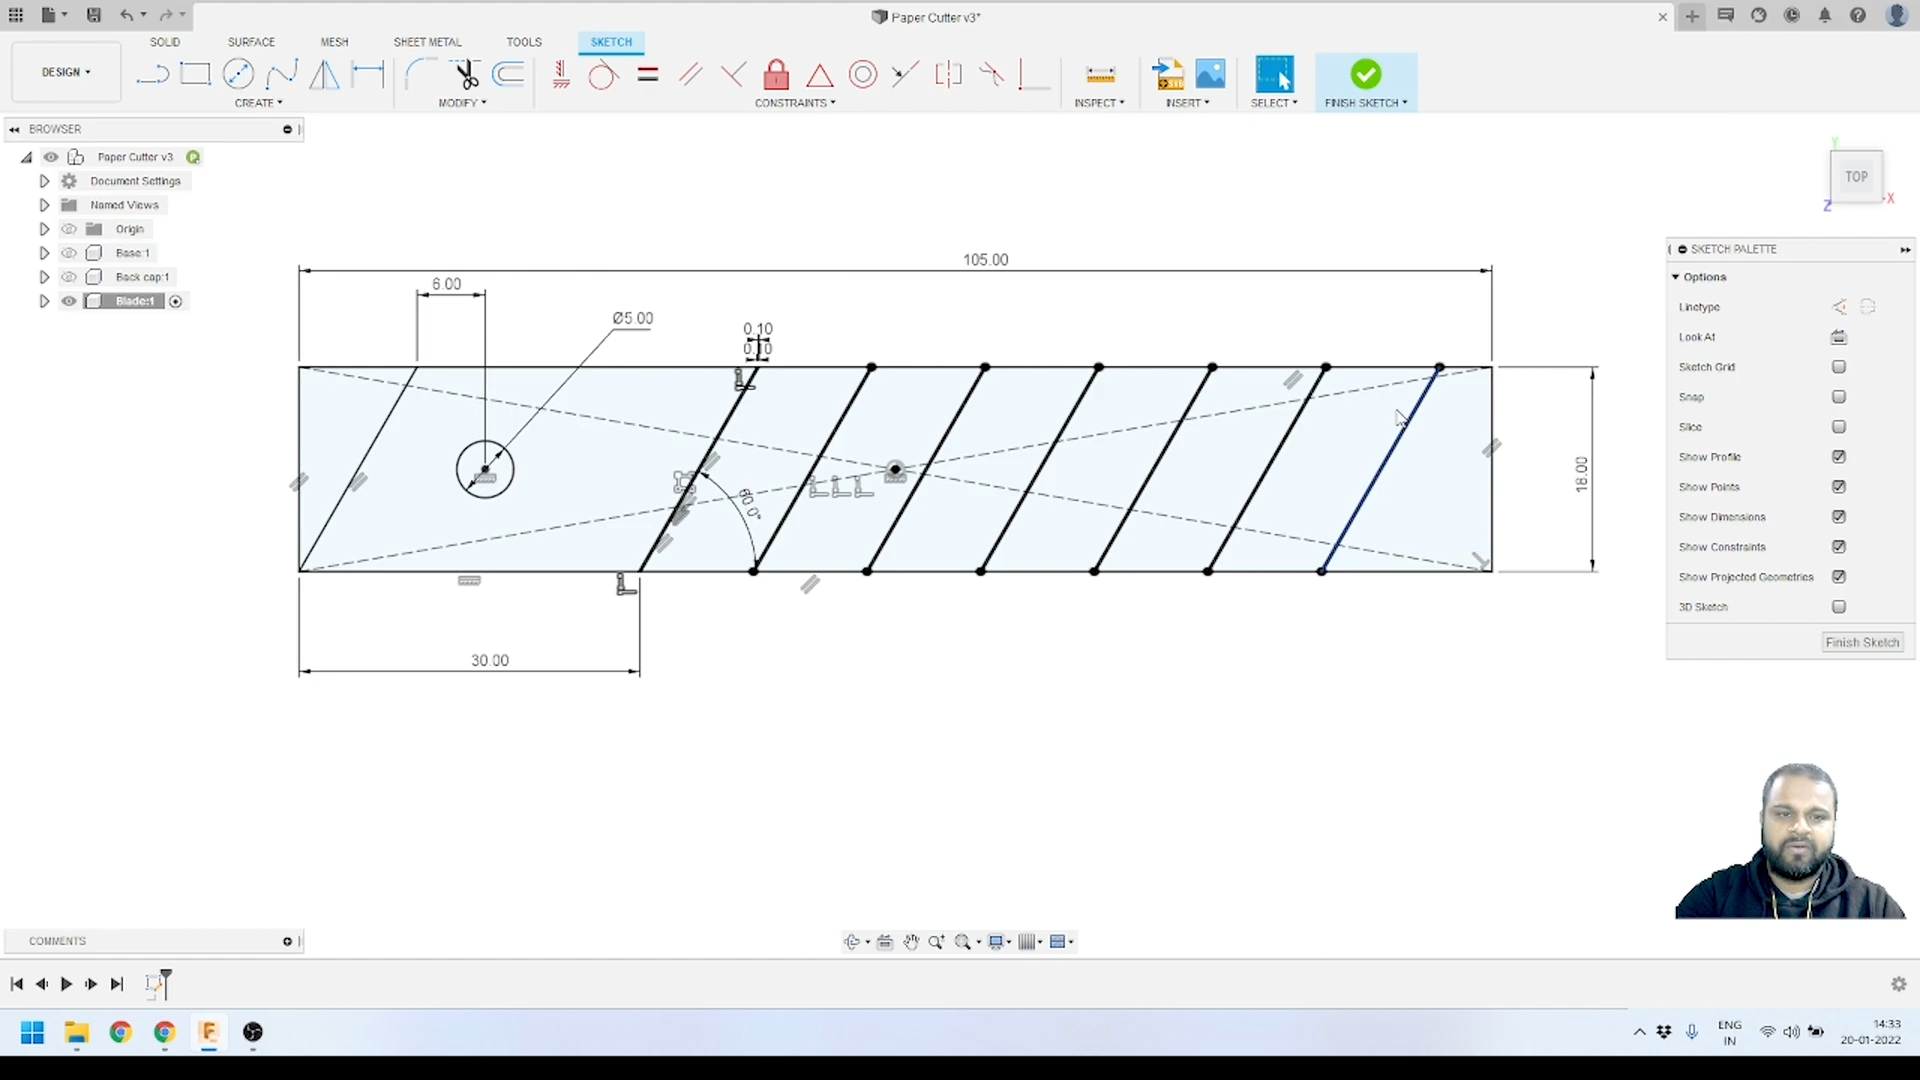 Paper Cutter v3*
SOLID SURFACE MESH SHEET METAL TOOLS SKETCH
DESIGN
CREATE MODIFY CONSTRAINTS INSPECT INSERT SELECT FINISH SKETCH
BROWSER
Paper Cutter v3
P
Document Settings
Named Views
Origin
Base:1
Back cap:1
Blade:1
Y
TOP
X
Z
SKETCH PALETTE
Options
Linetype
Look At
Sketch Grid
Snap
Slice
Show Profile
Show Points
Show Dimensions
Show Constraints
Show Projected Geometries
3D Sketch
Finish Sketch
105.00
6.00
Ø5.00
0.10
0.10
60.0°
18.00
30.00
COMMENTS
ENG
IN
14:33
20-01-2022